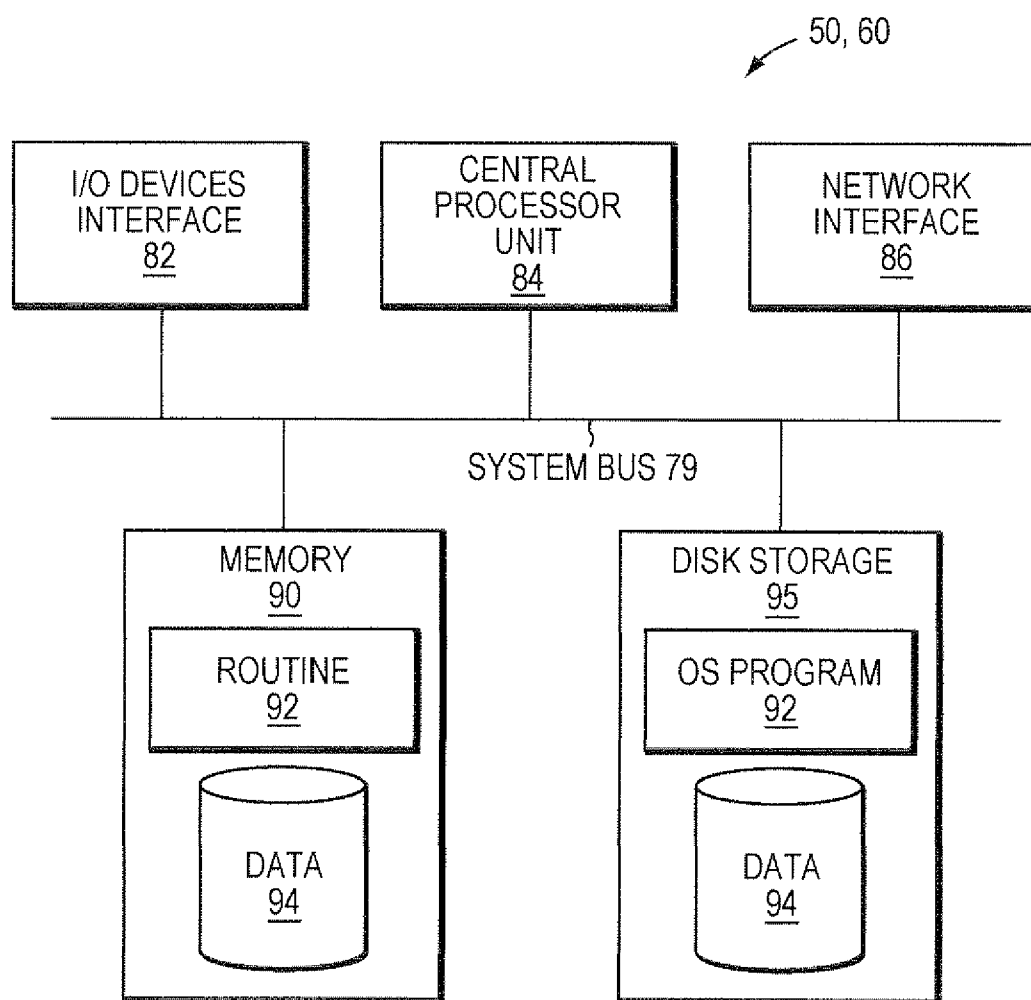 50, 60
I/O DEVICES
INTERFACE
82
CENTRAL
PROCESSOR
UNIT
84
NETWORK
INTERFACE
86
SYSTEM BUS 79
MEMORY
90
ROUTINE
92
DATA
94
DISK STORAGE
95
OS PROGRAM
92
DATA
94